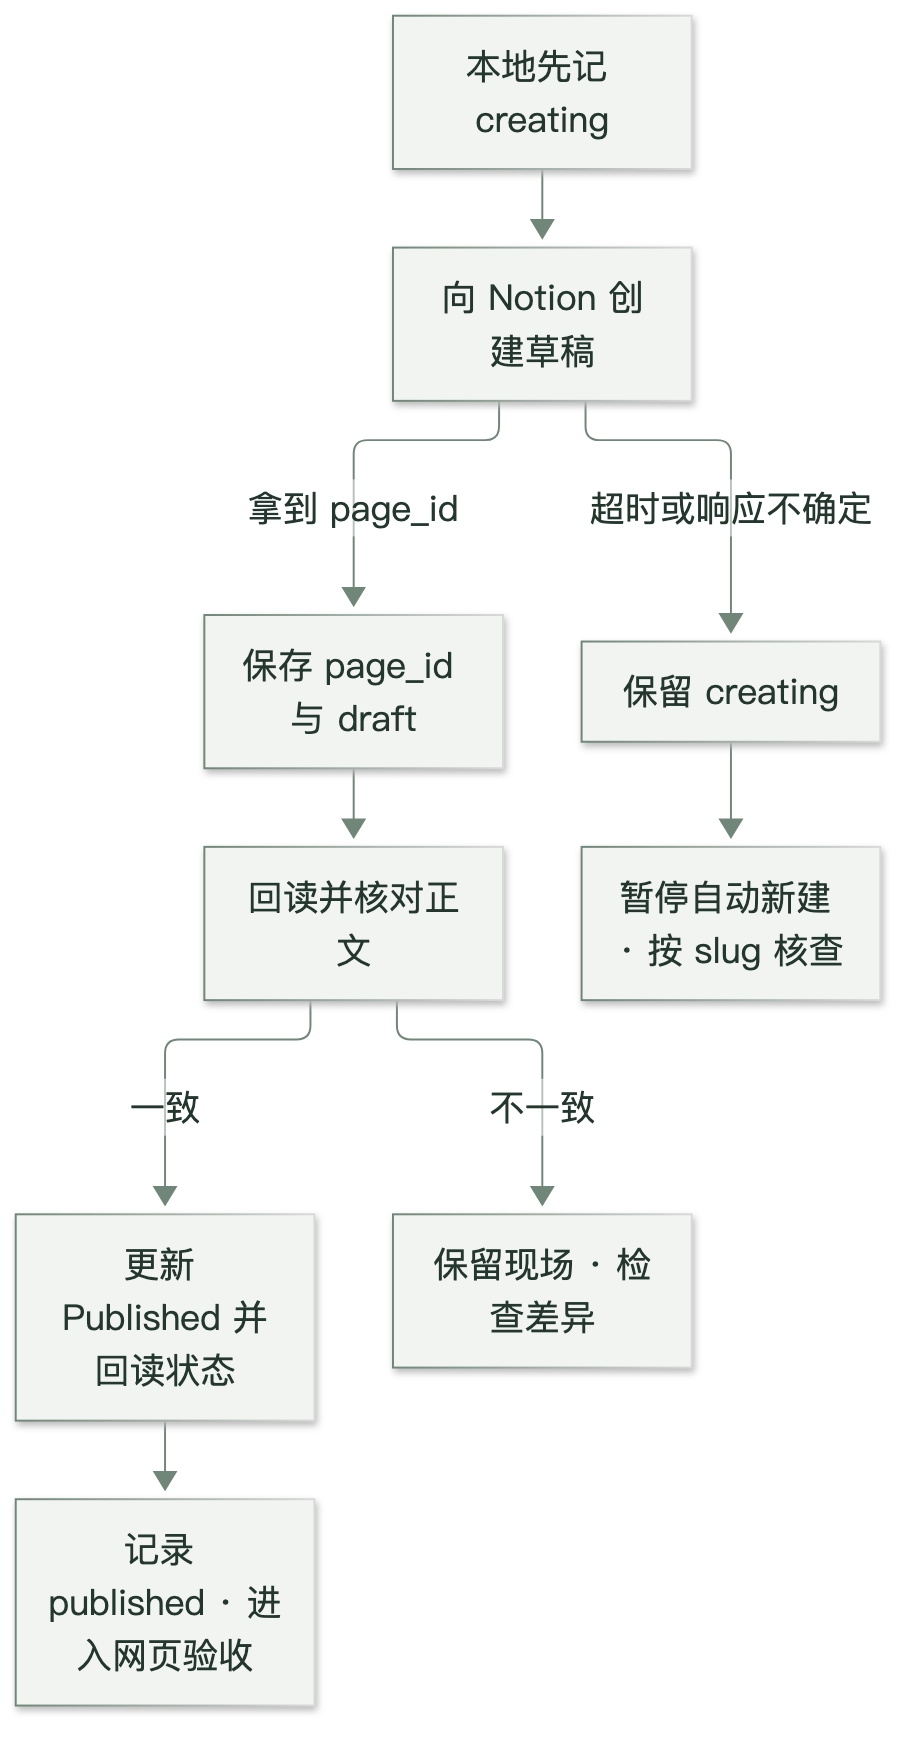 本地先记
creating
向 Notion 创
建草稿
拿到 page_id
超时或响应不确定
保存 page_id
与 draft
保留 creating
回读并核对正
文
暂停自动新建
· 按 slug 核查
一致
不一致
更新
Published 并
回读状态
保留现场 · 检
查差异
记录
published · 进
入网页验收